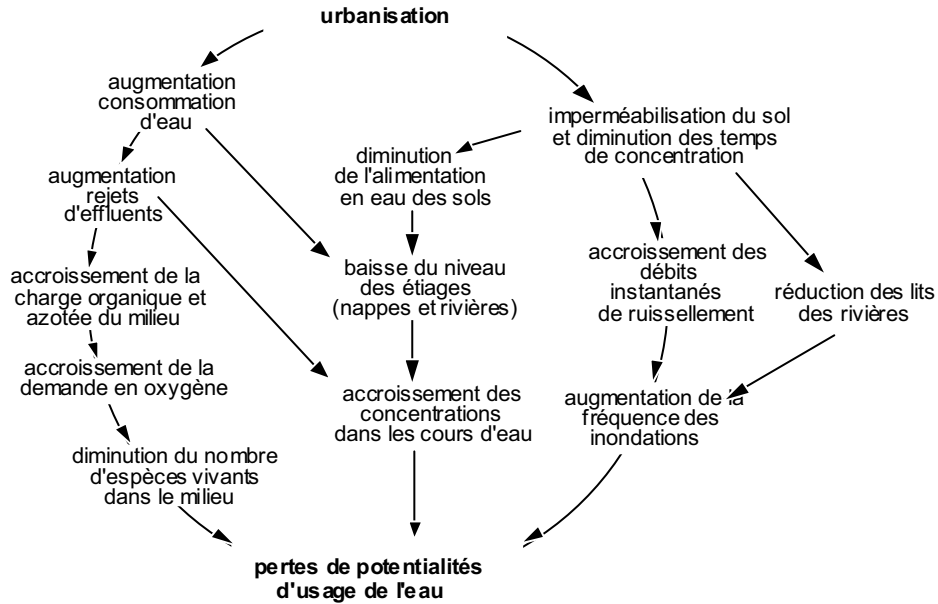 urbanisation
augmentation
consommation
d'eau
imperméabilisation du sol
et diminution des temps
de concentration
diminution
de l'alimentation
en eau des sols
augmentation
rejets
d'effluents
accroissement de la
charge organique et
azotée du milieu
baisse du niveau
des étiages
(nappes et rivières)
accroissement des
débits
instantanés
de ruissellement
réduction des lits
des rivières
accroissement de la
demande en oxygène
accroissement des
concentrations
dans les cours d'eau
augmentation de la
fréquence des
inondations
diminution du nombre
d'espèces vivants
dans le milieu
pertes de potentialités
d'usage de l'eau